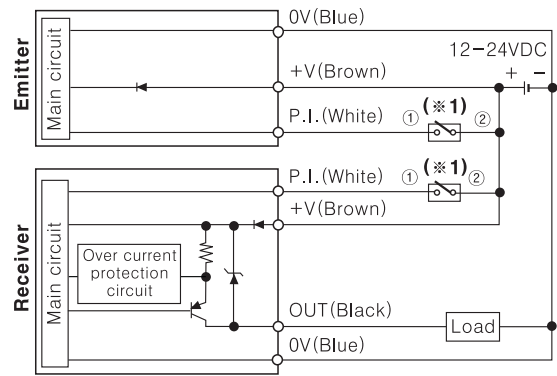 Emitter
Main circuit
0V(Blue)
12-24VDC
+ -
+V(Brown)
(※1)
P.I.(White) ① ②
(※1)
P.I.(White) ① ②
+V(Brown)
Receiver
Main circuit
Over current
protection
circuit
OUT(Black)
Load
0V(Blue)